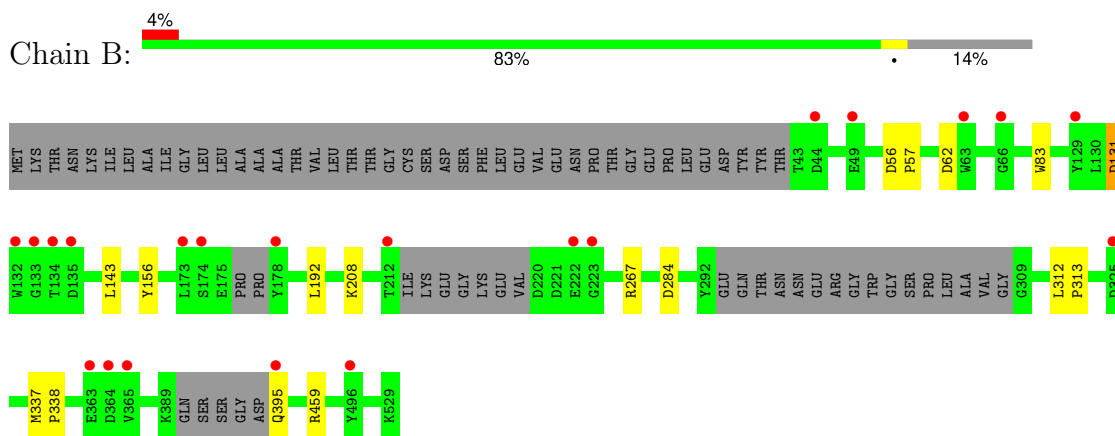 4%
Chain B:
83% • 14%
MET LYS THR ASN LYS ILE LEU ALA ILE GLY LEU LEU ALA ALA ALA THR VAL LEU THR THR GLY CYS SER ASP SER PHE LEU GLU VAL GLU ASN PRO THR GLY GLU PRO LEU GLU ASP TYR TYR THR T43 D44 E49 D56 P57 D62 W63 G66 W83 Y129 L130 D131
W132 G133 T134 D135 L143 Y156 L173 S174 E175 PRO PRO Y178 L192 K208 T212 ILE LYS GLU GLY LYS GLU VAL D220 D221 E222 G223 R267 D284 Y292 GLU GLN THR ASN ASN GLU ARG GLY TRP GLY SER PRO LEU ALA VAL GLY G309 L312 P313
M337 P338 E363 D364 V365 K389 GLN SER SER GLY ASP Q395 R459 Y496 K529